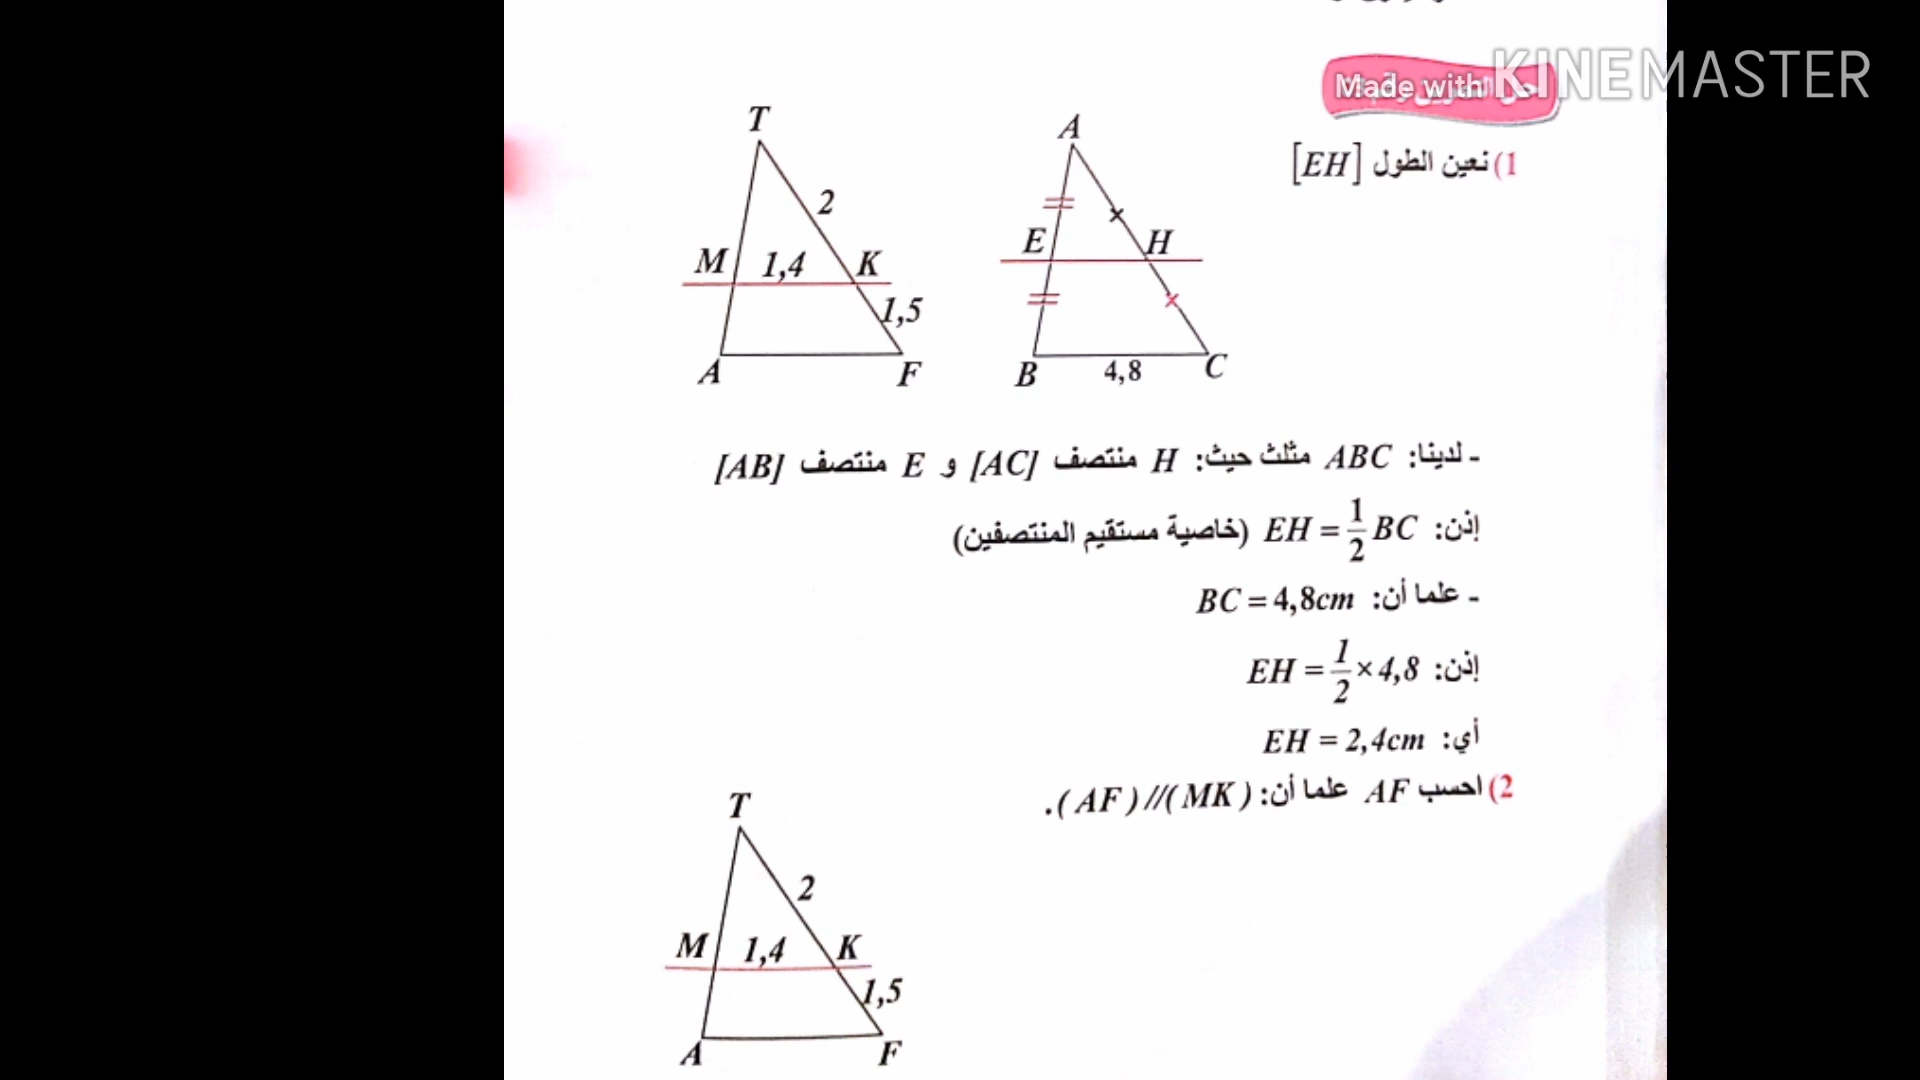 Made with KINEMASTER
1) نعين الطول [EH]
T
A
2
M 1,4 K
E H
1,5
A F
B 4,8 C
- لدينا: ABC مثلث حيث: H منتصف [AC] و E منتصف [AB]
إذن: EH = 1/2 BC (خاصية مستقيم المنتصفين)
- علما أن: BC = 4,8cm
إذن: EH = 1/2 × 4,8
أي: EH = 2,4cm
2) احسب AF علما أن: (AF)//(MK).
T
2
M 1,4 K
1,5
A F